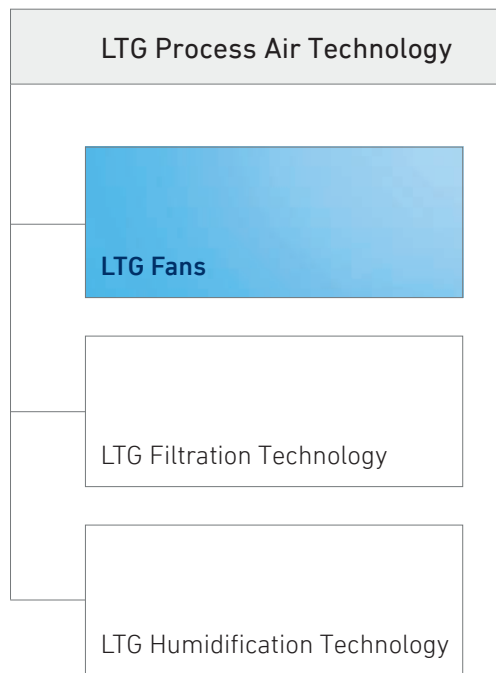 LTG Process Air Technology
LTG Fans
LTG Filtration Technology
LTG Humidification Technology